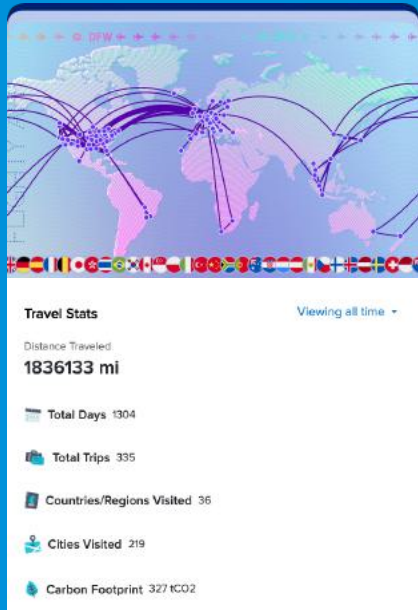 DFW
FLIGHTY
Travel Stats
Viewing all time
Distance Traveled
1836133 mi
Total Days 1304
Total Trips 335
Countries/Regions Visited 36
Cities Visited 219
Carbon Footprint 327 tCO2